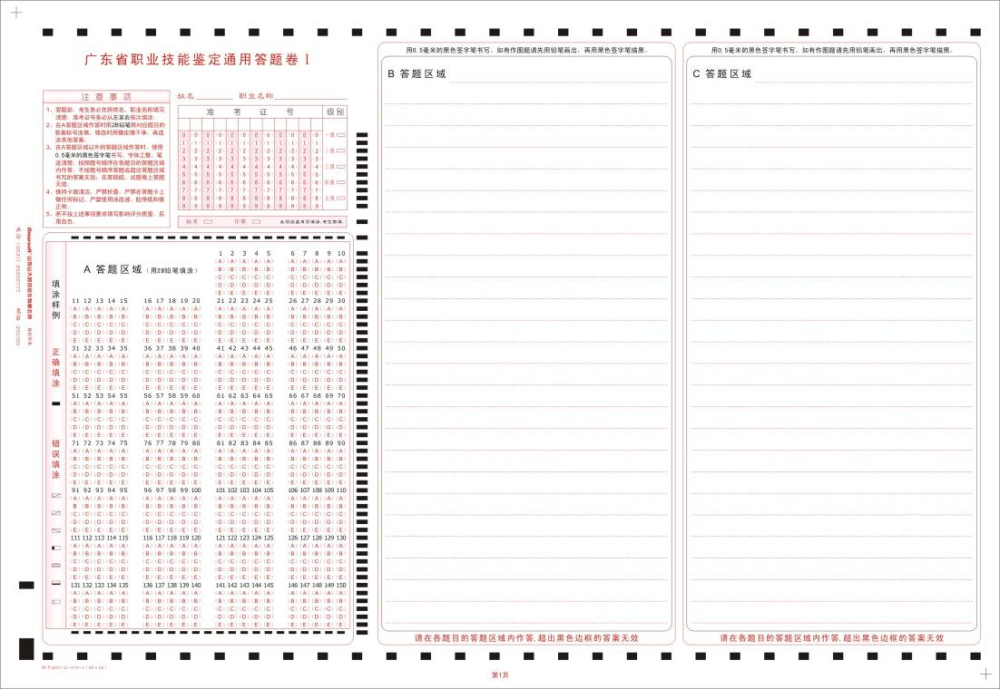 广东省职业技能鉴定通用答题卷 I
注意事项
1、答题前，考生务必先将姓名、职业名称填写
清楚，准考证号务必从左至右依次填涂；
2、在A答题区域作答时用2B铅笔将对应题目的
答案标号涂黑，修改时用橡皮擦干净，再选
涂其他答案。
3、在A答题区域以外的答题区域作答时，使用
0.5毫米的黑色签字笔书写，字体工整、笔
迹清楚，按照题号顺序在各题目的答题区域
内作答，不按题号顺序答题或超出答题区域
书写的答案无效；在草稿纸、试题卷上答题
无效。
4、保持卡面清洁，严禁折叠，严禁在答题卡上
做任何标记，严禁使用涂改液、胶带纸和修
正带。
5、若不按上述事项要求填写影响评分质量，后
果自负。
姓名 职业名称
准考证号 级别
0 0 0 0 0 0 0 0 0 0 0 0
1 1 1 1 1 1 1 1 1 1 1 1
2 2 2 2 2 2 2 2 2 2 2 2
3 3 3 3 3 3 3 3 3 3 3 3
4 4 4 4 4 4 4 4 4 4 4 4
5 5 5 5 5 5 5 5 5 5 5 5
6 6 6 6 6 6 6 6 6 6 6 6
7 7 7 7 7 7 7 7 7 7 7 7
8 8 8 8 8 8 8 8 8 8 8 8
9 9 9 9 9 9 9 9 9 9 9 9
一级
二级
三级
四级
五级
缺考 作弊 此项由监考员填涂,考生禁填。
填涂样例
正确填涂
错误填涂
A 答题区域（用2B铅笔填涂）
1 2 3 4 5 6 7 8 9 10
A A A A A A A A A A
B B B B B B B B B B
C C C C C C C C C C
D D D D D D D D D D
E E E E E E E E E E
11 12 13 14 15 16 17 18 19 20 21 22 23 24 25 26 27 28 29 30
A A A A A A A A A A A A A A A A A A A A
B B B B B B B B B B B B B B B B B B B B
C C C C C C C C C C C C C C C C C C C C
D D D D D D D D D D D D D D D D D D D D
E E E E E E E E E E E E E E E E E E E E
31 32 33 34 35 36 37 38 39 40 41 42 43 44 45 46 47 48 49 50
A A A A A A A A A A A A A A A A A A A A
B B B B B B B B B B B B B B B B B B B B
C C C C C C C C C C C C C C C C C C C C
D D D D D D D D D D D D D D D D D D D D
E E E E E E E E E E E E E E E E E E E E
51 52 53 54 55 56 57 58 59 60 61 62 63 64 65 66 67 68 69 70
A A A A A A A A A A A A A A A A A A A A
B B B B B B B B B B B B B B B B B B B B
C C C C C C C C C C C C C C C C C C C C
D D D D D D D D D D D D D D D D D D D D
E E E E E E E E E E E E E E E E E E E E
71 72 73 74 75 76 77 78 79 80 81 82 83 84 85 86 87 88 89 90
A A A A A A A A A A A A A A A A A A A A
B B B B B B B B B B B B B B B B B B B B
C C C C C C C C C C C C C C C C C C C C
D D D D D D D D D D D D D D D D D D D D
E E E E E E E E E E E E E E E E E E E E
91 92 93 94 95 96 97 98 99 100 101 102 103 104 105 106 107 108 109 110
A A A A A A A A A A A A A A A A A A A A
B B B B B B B B B B B B B B B B B B B B
C C C C C C C C C C C C C C C C C C C C
D D D D D D D D D D D D D D D D D D D D
E E E E E E E E E E E E E E E E E E E E
111 112 113 114 115 116 117 118 119 120 121 122 123 124 125 126 127 128 129 130
A A A A A A A A A A A A A A A A A A A A
B B B B B B B B B B B B B B B B B B B B
C C C C C C C C C C C C C C C C C C C C
D D D D D D D D D D D D D D D D D D D D
E E E E E E E E E E E E E E E E E E E E
131 132 133 134 135 136 137 138 139 140 141 142 143 144 145 146 147 148 149 150
A A A A A A A A A A A A A A A A A A A A
B B B B B B B B B B B B B B B B B B B B
C C C C C C C C C C C C C C C C C C C C
D D D D D D D D D D D D D D D D D D D D
E E E E E E E E E E E E E E E E E E E E
用0.5毫米的黑色签字笔书写，如有作图题请先用铅笔画出，再用黑色签字笔描黑。
B 答题区域
请在各题目的答题区域内作答,超出黑色边框的答案无效
用0.5毫米的黑色签字笔书写，如有作图题请先用铅笔画出，再用黑色签字笔描黑。
C 答题区域
请在各题目的答题区域内作答,超出黑色边框的答案无效
第1页